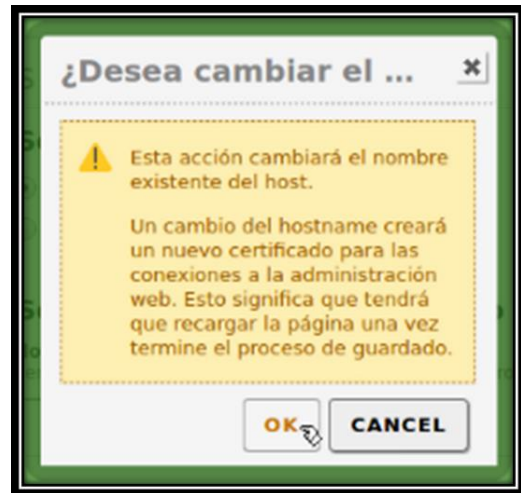 ¿Desea cambiar el ...
Esta acción cambiará el nombre
existente del host.
Un cambio del hostname creará
un nuevo certificado para las
conexiones a la administración
web. Esto significa que tendrá
que recargar la página una vez
termine el proceso de guardado.
OK CANCEL